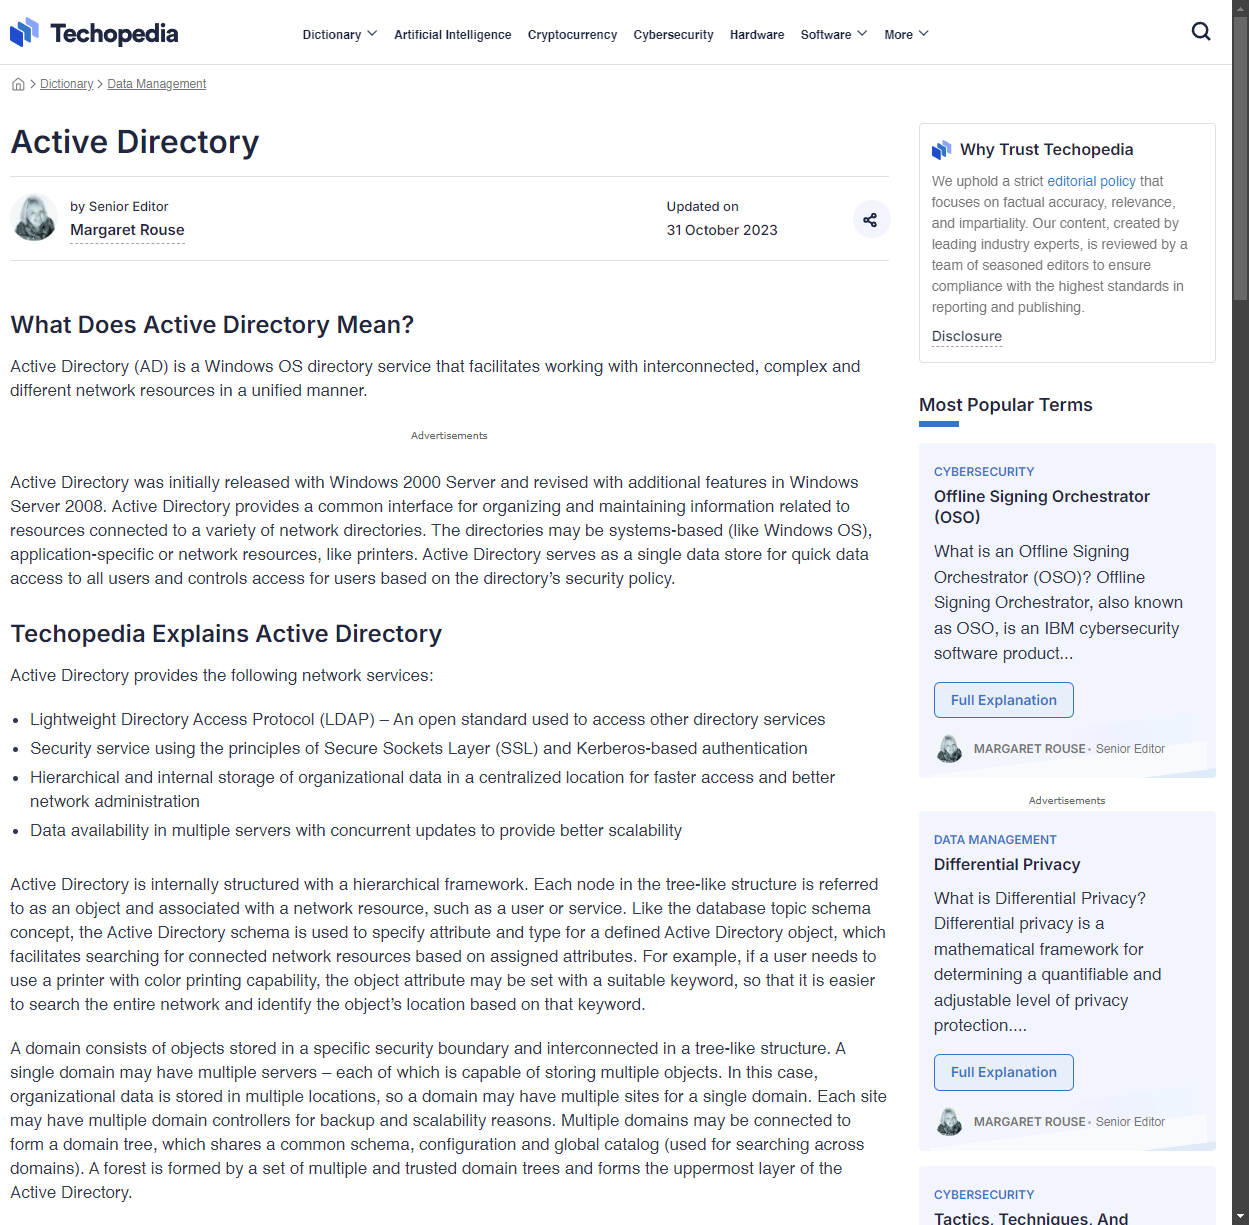 Techopedia
Dictionary
Artificial Intelligence
Cryptocurrency
Cybersecurity
Hardware
Software
More
Dictionary
Data Management
Active Directory
by Senior Editor
Margaret Rouse
Updated on
31 October 2023
What Does Active Directory Mean?
Active Directory (AD) is a Windows OS directory service that facilitates working with interconnected, complex and
different network resources in a unified manner.
Advertisements
Active Directory was initially released with Windows 2000 Server and revised with additional features in Windows
Server 2008. Active Directory provides a common interface for organizing and maintaining information related to
resources connected to a variety of network directories. The directories may be systems-based (like Windows OS),
application-specific or network resources, like printers. Active Directory serves as a single data store for quick data
access to all users and controls access for users based on the directory’s security policy.
Techopedia Explains Active Directory
Active Directory provides the following network services:
• Lightweight Directory Access Protocol (LDAP) – An open standard used to access other directory services
• Security service using the principles of Secure Sockets Layer (SSL) and Kerberos-based authentication
• Hierarchical and internal storage of organizational data in a centralized location for faster access and better
network administration
• Data availability in multiple servers with concurrent updates to provide better scalability
Active Directory is internally structured with a hierarchical framework. Each node in the tree-like structure is referred
to as an object and associated with a network resource, such as a user or service. Like the database topic schema
concept, the Active Directory schema is used to specify attribute and type for a defined Active Directory object, which
facilitates searching for connected network resources based on assigned attributes. For example, if a user needs to
use a printer with color printing capability, the object attribute may be set with a suitable keyword, so that it is easier
to search the entire network and identify the object’s location based on that keyword.
A domain consists of objects stored in a specific security boundary and interconnected in a tree-like structure. A
single domain may have multiple servers – each of which is capable of storing multiple objects. In this case,
organizational data is stored in multiple locations, so a domain may have multiple sites for a single domain. Each site
may have multiple domain controllers for backup and scalability reasons. Multiple domains may be connected to
form a domain tree, which shares a common schema, configuration and global catalog (used for searching across
domains). A forest is formed by a set of multiple and trusted domain trees and forms the uppermost layer of the
Active Directory.
Why Trust Techopedia
We uphold a strict editorial policy that
focuses on factual accuracy, relevance,
and impartiality. Our content, created by
leading industry experts, is reviewed by a
team of seasoned editors to ensure
compliance with the highest standards in
reporting and publishing.
Disclosure
Most Popular Terms
CYBERSECURITY
Offline Signing Orchestrator
(OSO)
What is an Offline Signing
Orchestrator (OSO)? Offline
Signing Orchestrator, also known
as OSO, is an IBM cybersecurity
software product...
Full Explanation
MARGARET ROUSE • Senior Editor
Advertisements
DATA MANAGEMENT
Differential Privacy
What is Differential Privacy?
Differential privacy is a
mathematical framework for
determining a quantifiable and
adjustable level of privacy
protection....
Full Explanation
MARGARET ROUSE • Senior Editor
CYBERSECURITY
Tactics, Techniques, And